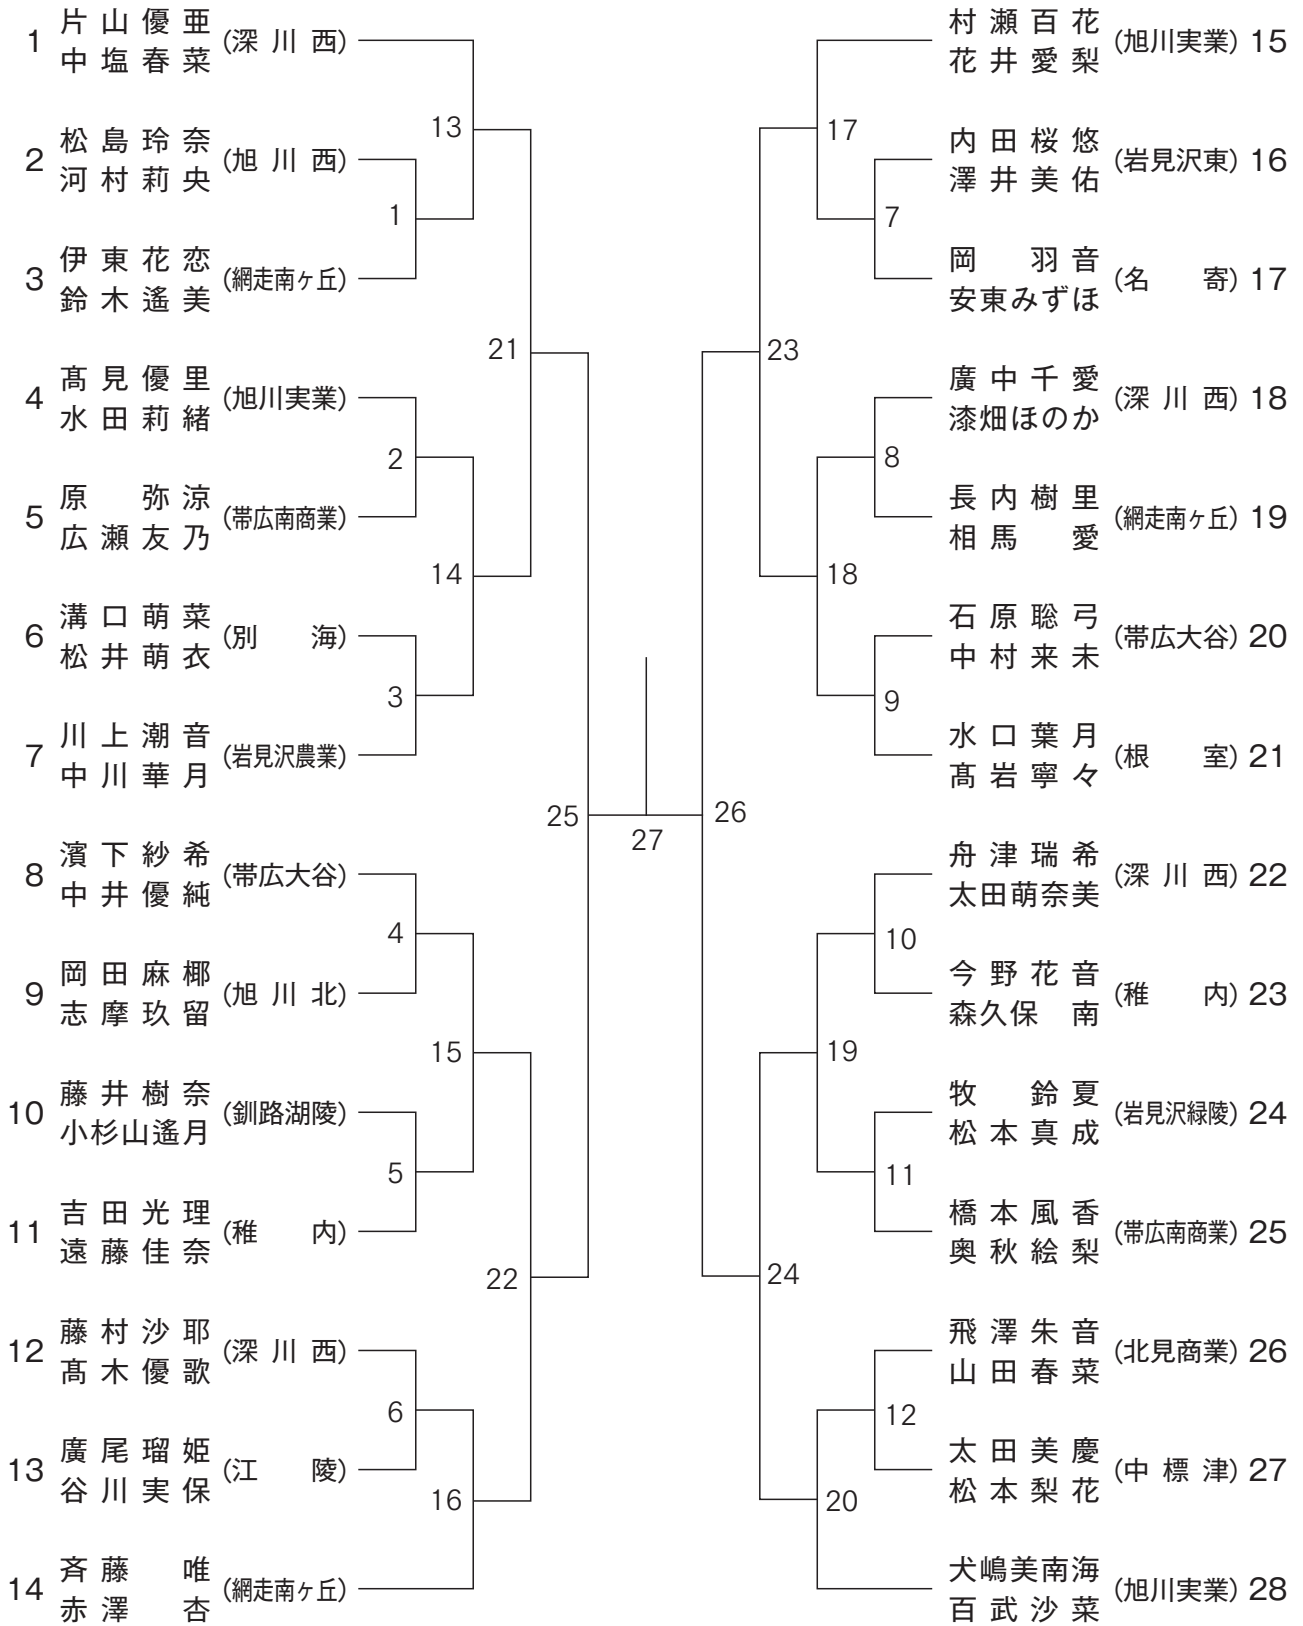 1 片山優亜 (深川西)
中塩春菜
2 松島玲奈 (旭川西)
河村莉央
3 伊東花恋 (網走南ヶ丘)
鈴木遙美
4 髙見優里 (旭川実業)
水田莉緒
5 原 弥涼 (帯広南商業)
広瀬友乃
6 溝口萌菜 (別海)
松井萌衣
7 川上潮音 (岩見沢農業)
中川華月
8 濱下紗希 (帯広大谷)
中井優純
9 岡田麻椰 (旭川北)
志摩玖留
10 藤井樹奈 (釧路湖陵)
小杉山遙月
11 吉田光理 (稚内)
遠藤佳奈
12 藤村沙耶 (深川西)
髙木優歌
13 廣尾瑠姫 (江陵)
谷川実保
14 斉藤 唯 (網走南ヶ丘)
赤澤 杏
13
1
21
2
14
3
25
4
15
5
22
6
16
27
17
7
23
8
18
9
26
10
19
11
24
12
20
村瀬百花 (旭川実業) 15
花井愛梨
内田桜悠 (岩見沢東) 16
澤井美佑
岡 羽音 (名寄) 17
安東みずほ
廣中千愛 (深川西) 18
漆畑ほのか
長内樹里 (網走南ヶ丘) 19
相馬 愛
石原聡弓 (帯広大谷) 20
中村来未
水口葉月 (根室) 21
髙岩寧々
舟津瑞希 (深川西) 22
太田萌奈美
今野花音 (稚内) 23
森久保 南
牧 鈴夏 (岩見沢緑陵) 24
松本真成
橋本風香 (帯広南商業) 25
奥秋絵梨
飛澤朱音 (北見商業) 26
山田春菜
太田美慶 (中標津) 27
松本梨花
犬嶋美南海 (旭川実業) 28
百武沙菜